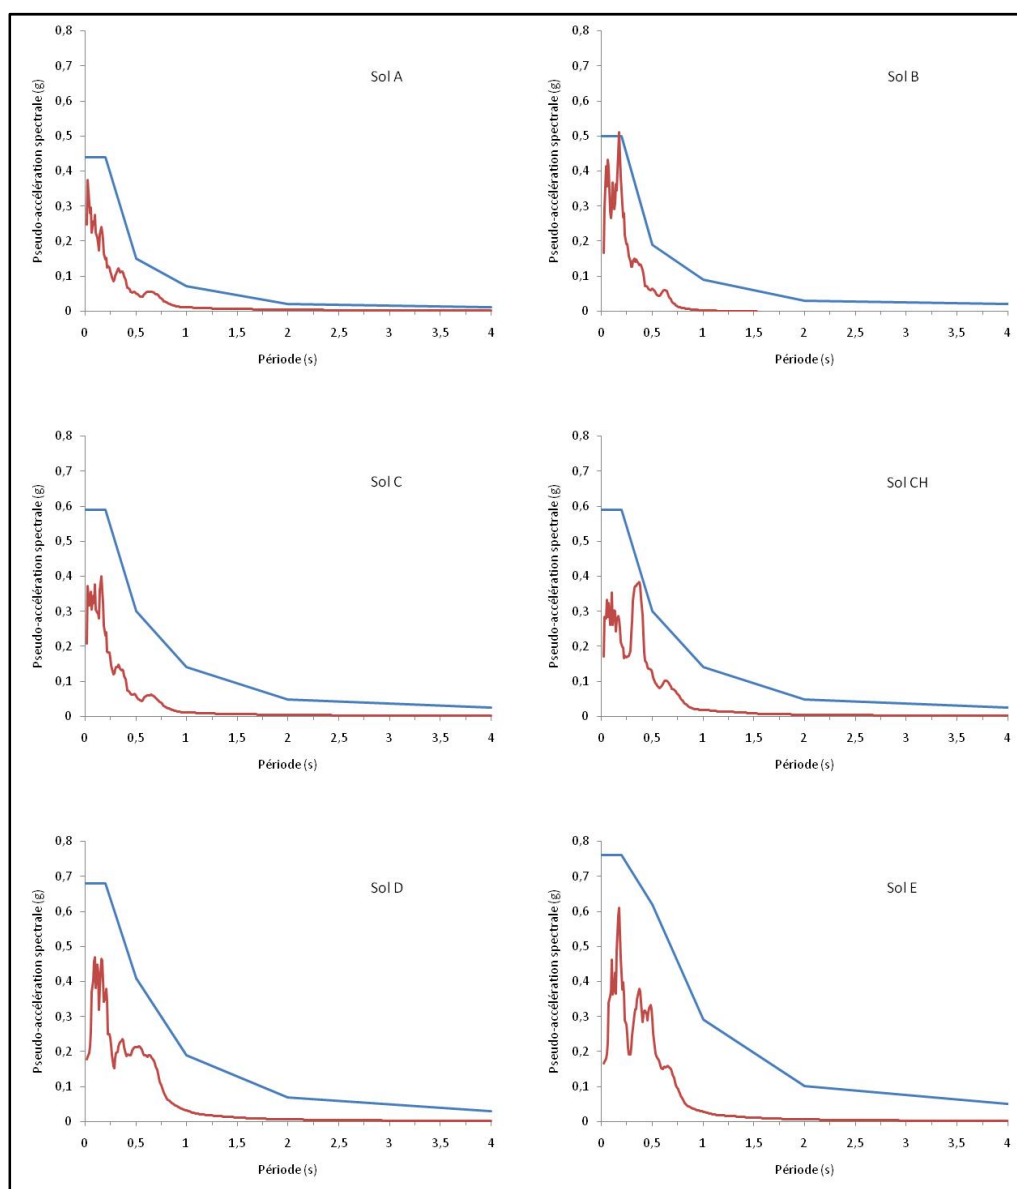 Pseudo-accélération spectrale (g)
0,8
0,7
0,6
0,5
0,4
0,3
0,2
0,1
0
Sol A
0 0,5 1 1,5 2 2,5 3 3,5 4
Période (s)
Pseudo-accélération spectrale (g)
0,8
0,7
0,6
0,5
0,4
0,3
0,2
0,1
0
Sol B
0 0,5 1 1,5 2 2,5 3 3,5 4
Période (s)
Pseudo-accélération spectrale (g)
0,8
0,7
0,6
0,5
0,4
0,3
0,2
0,1
0
Sol C
0 0,5 1 1,5 2 2,5 3 3,5 4
Période (s)
Pseudo-accélération spectrale (g)
0,8
0,7
0,6
0,5
0,4
0,3
0,2
0,1
0
Sol CH
0 0,5 1 1,5 2 2,5 3 3,5 4
Période (s)
Pseudo-accélération spectrale (g)
0,8
0,7
0,6
0,5
0,4
0,3
0,2
0,1
0
Sol D
0 0,5 1 1,5 2 2,5 3 3,5 4
Période (s)
Pseudo-accélération spectrale (g)
0,8
0,7
0,6
0,5
0,4
0,3
0,2
0,1
0
Sol E
0 0,5 1 1,5 2 2,5 3 3,5 4
Période (s)